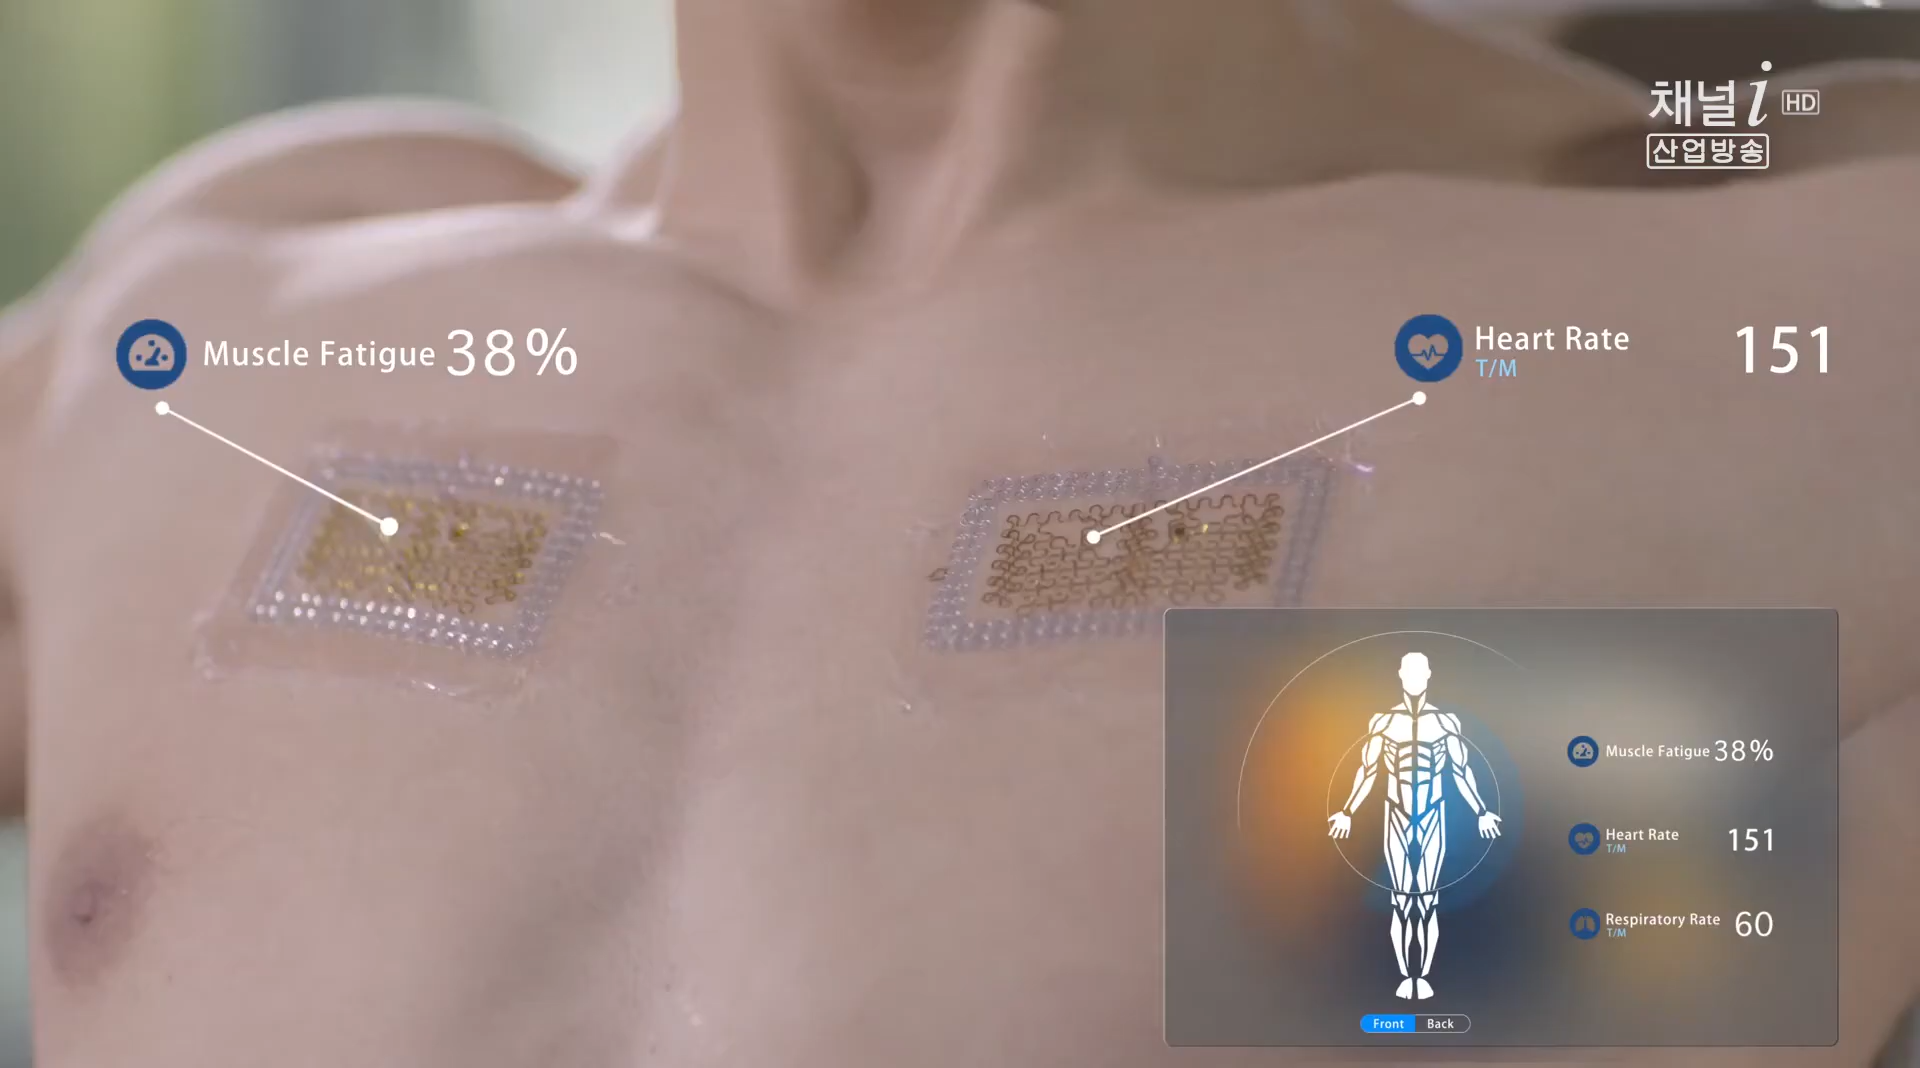 채널i HD
산업방송
Muscle Fatigue 38%
Heart Rate 151
T/M
Muscle Fatigue 38%
Heart Rate 151
T/M
Respiratory Rate 60
T/M
Front Back